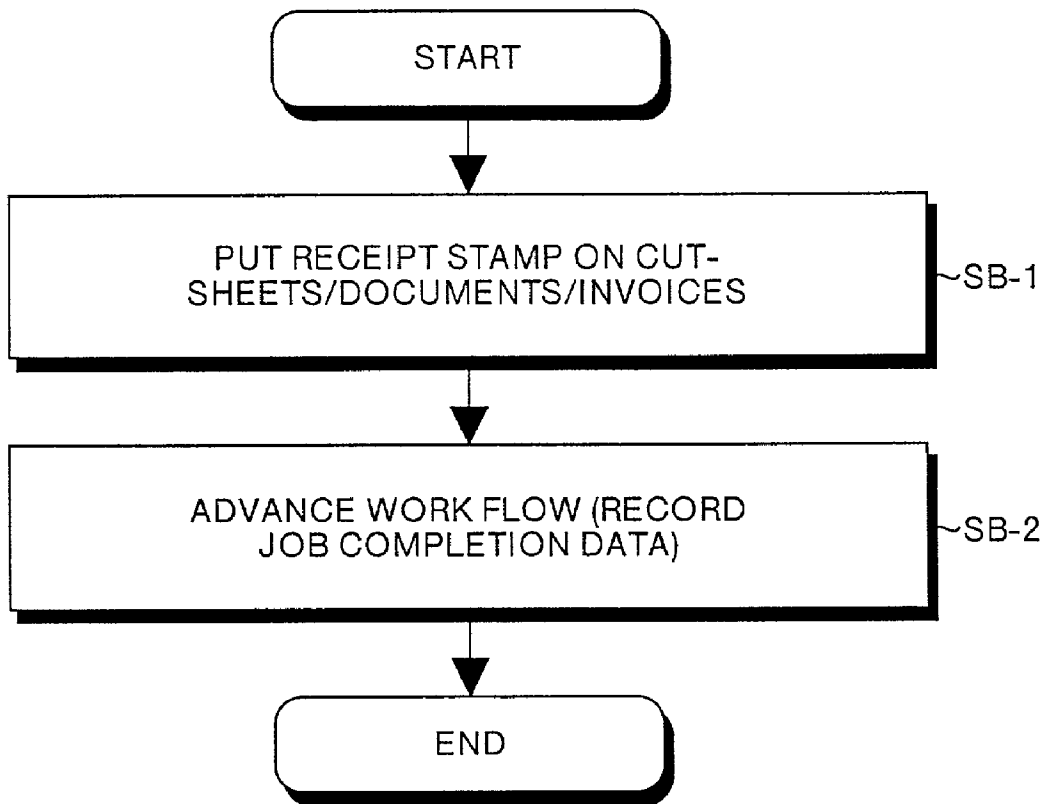 START
PUT RECEIPT STAMP ON CUT-
SHEETS/DOCUMENTS/INVOICES
SB-1
ADVANCE WORK FLOW (RECORD
JOB COMPLETION DATA)
SB-2
END